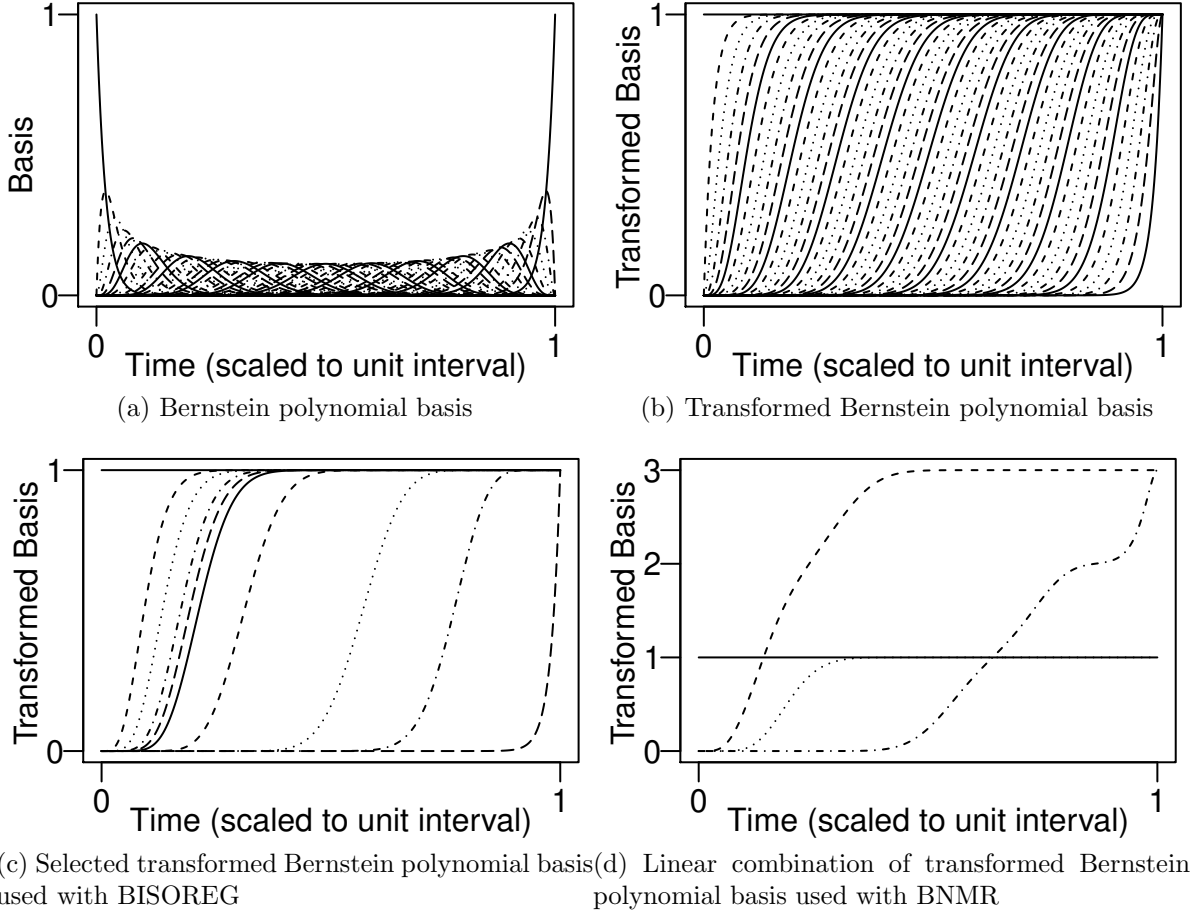 1
Basis
0
0
1
Time (scaled to unit interval)
(a) Bernstein polynomial basis
1
Transformed Basis
0
0
1
Time (scaled to unit interval)
(b) Transformed Bernstein polynomial basis
1
Transformed Basis
0
0
1
Time (scaled to unit interval)
(c) Selected transformed Bernstein polynomial basis
used with BISOREG
3
2
1
0
Transformed Basis
0
1
Time (scaled to unit interval)
(d) Linear combination of transformed Bernstein
polynomial basis used with BNMR